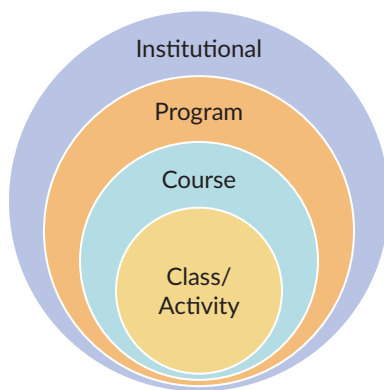 Institutional
Program
Course
Class/
Activity